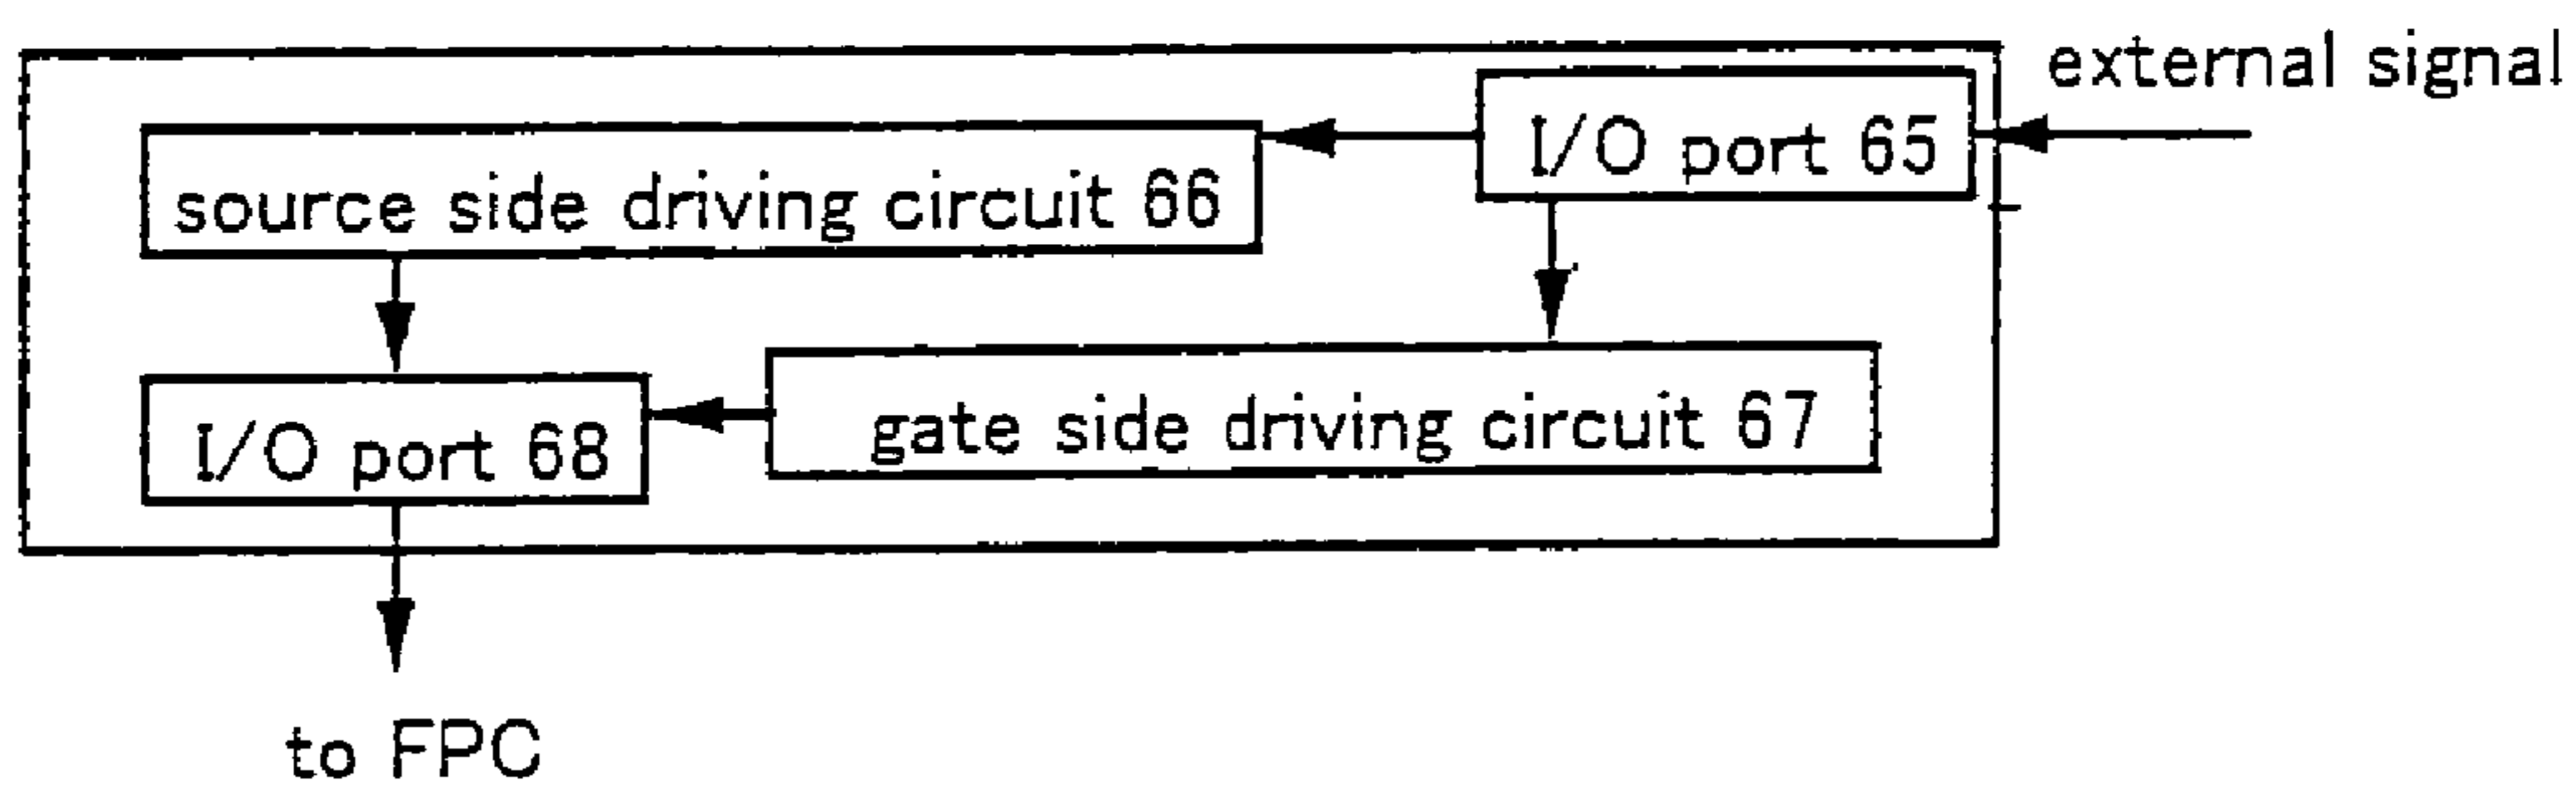 external signal
I/O port 65
source side driving circuit 66
gate side driving circuit 67
I/O port 68
to FPC